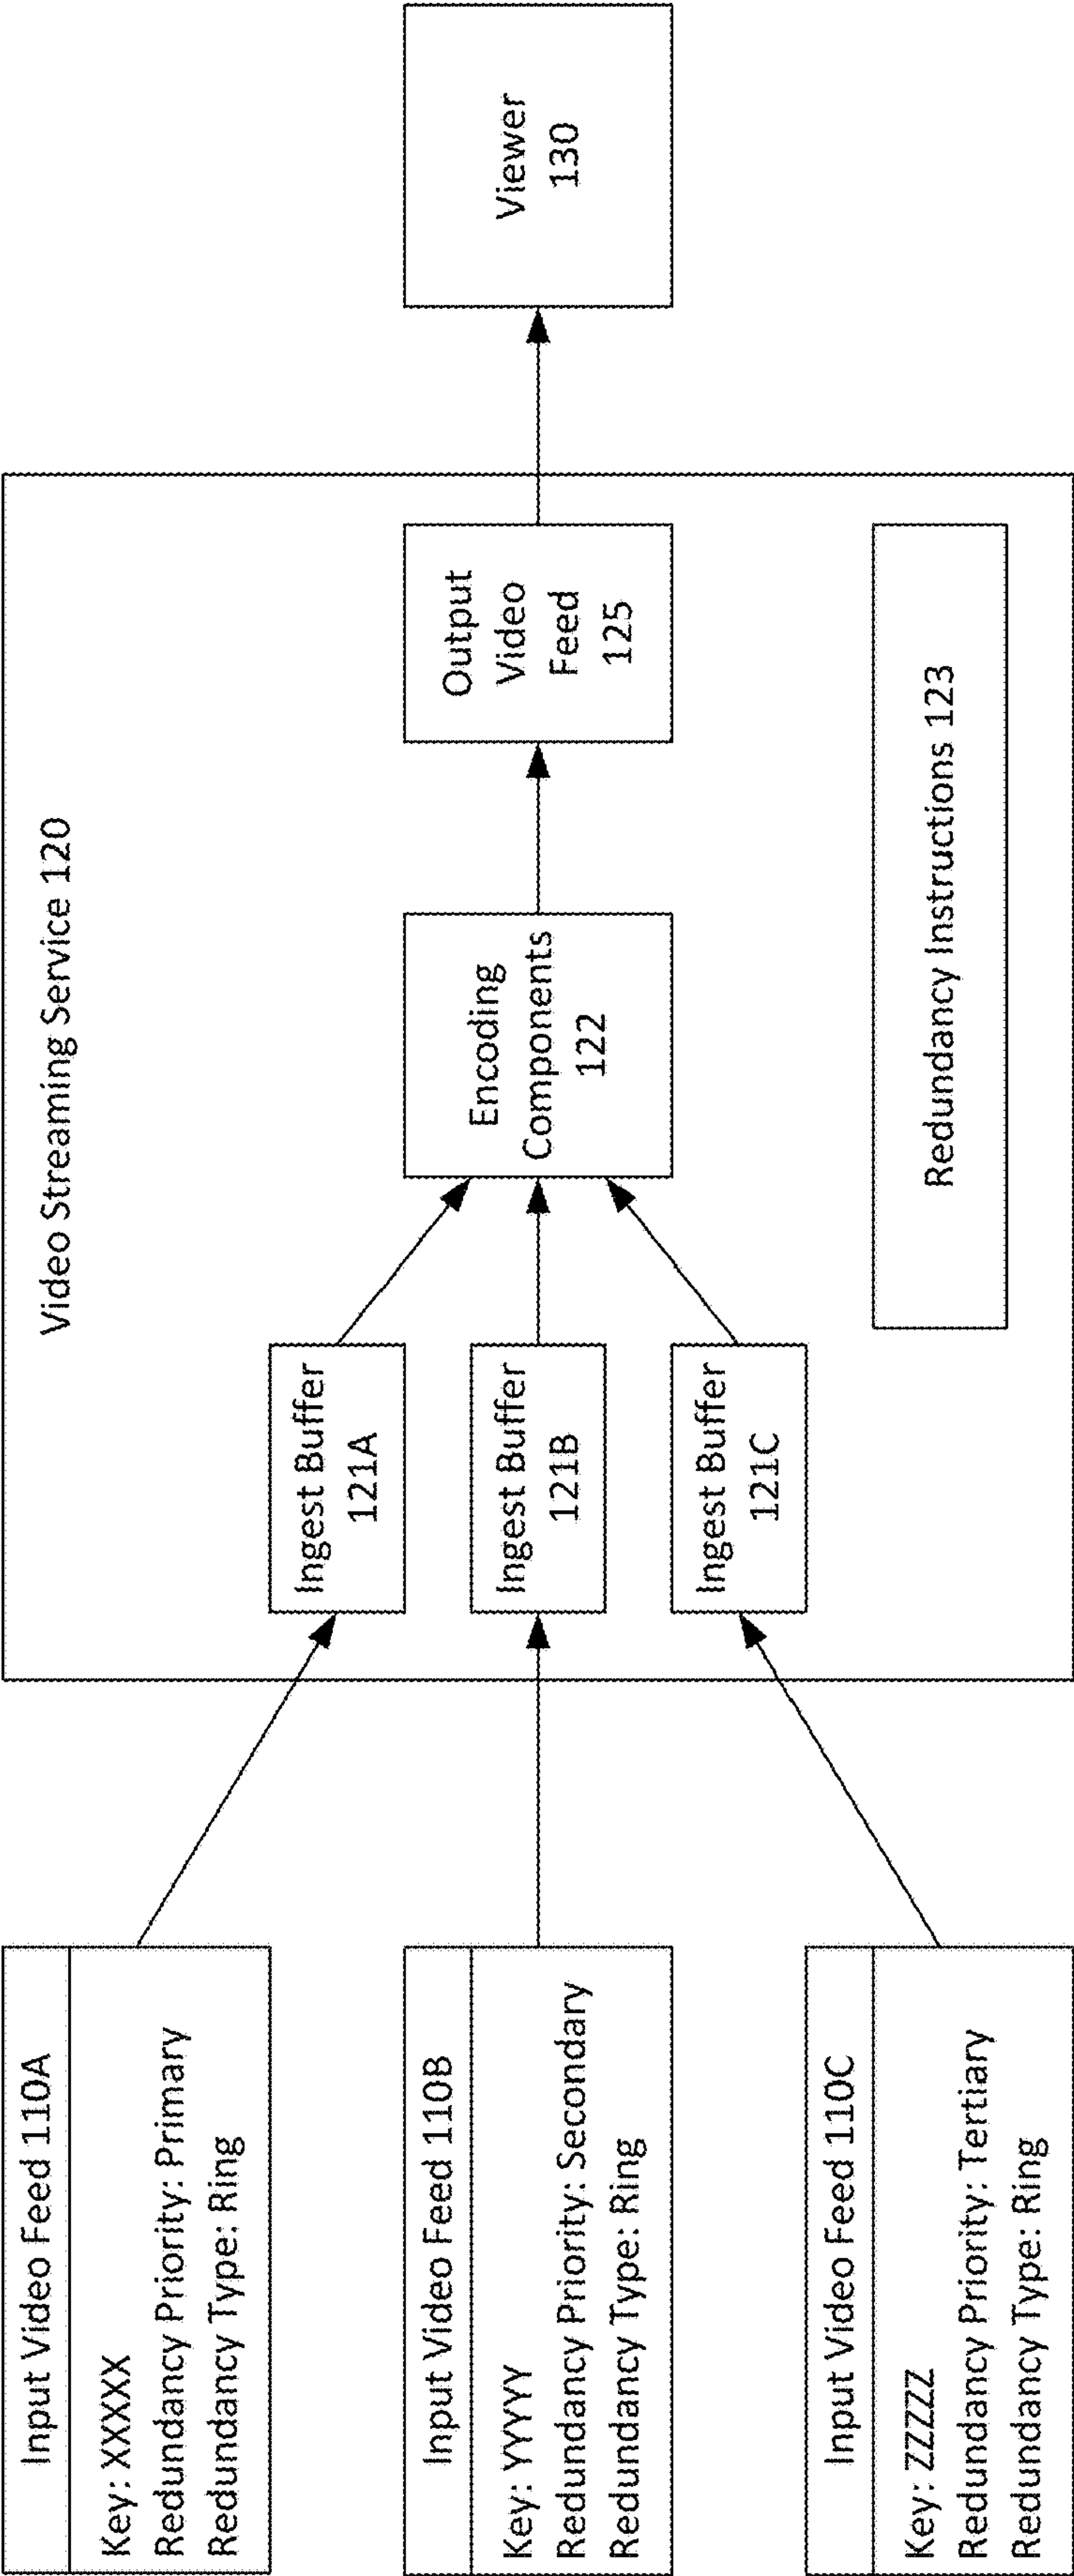 Input Video Feed 110A
Key: XXXXX
Redundancy Priority: Primary
Redundancy Type: Ring
Input Video Feed 110B
Key: YYYYY
Redundancy Priority: Secondary
Redundancy Type: Ring
Input Video Feed 110C
Key: ZZZZZ
Redundancy Priority: Tertiary
Redundancy Type: Ring
Video Streaming Service 120
Ingest Buffer
121A
Ingest Buffer
121B
Ingest Buffer
121C
Encoding
Components
122
Output
Video
Feed
125
Redundancy Instructions 123
Viewer
130